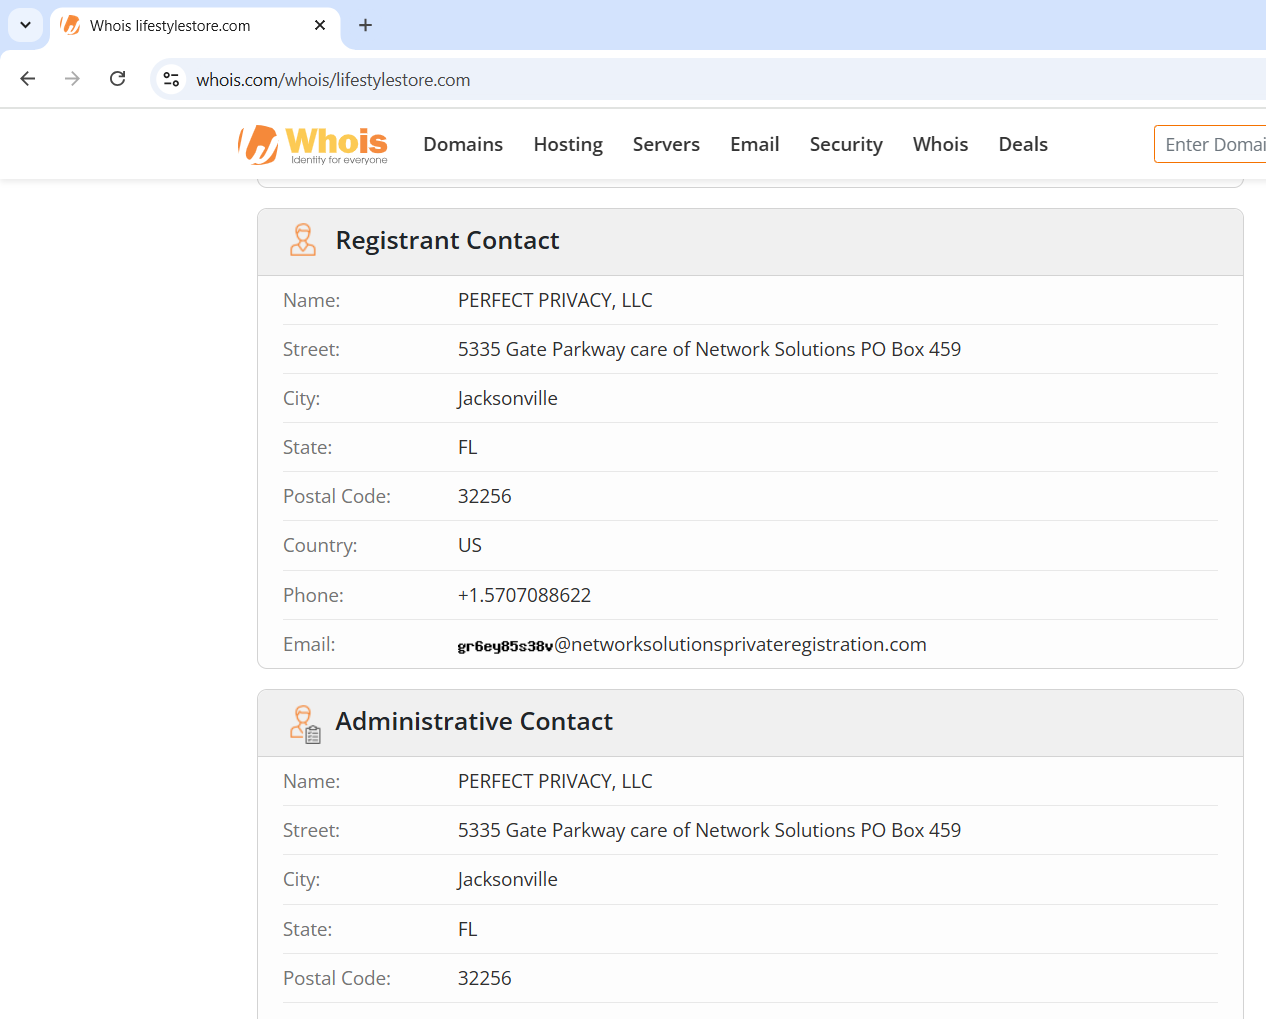 Whois lifestylestore.com
whois.com/whois/lifestylestore.com
Whois
Identity for everyone
Domains Hosting Servers Email Security Whois Deals
Enter Domai
Registrant Contact
Name: PERFECT PRIVACY, LLC
Street: 5335 Gate Parkway care of Network Solutions PO Box 459
City: Jacksonville
State: FL
Postal Code: 32256
Country: US
Phone: +1.5707088622
Email: gr6ey85s38v@networksolutionsprivateregistration.com
Administrative Contact
Name: PERFECT PRIVACY, LLC
Street: 5335 Gate Parkway care of Network Solutions PO Box 459
City: Jacksonville
State: FL
Postal Code: 32256